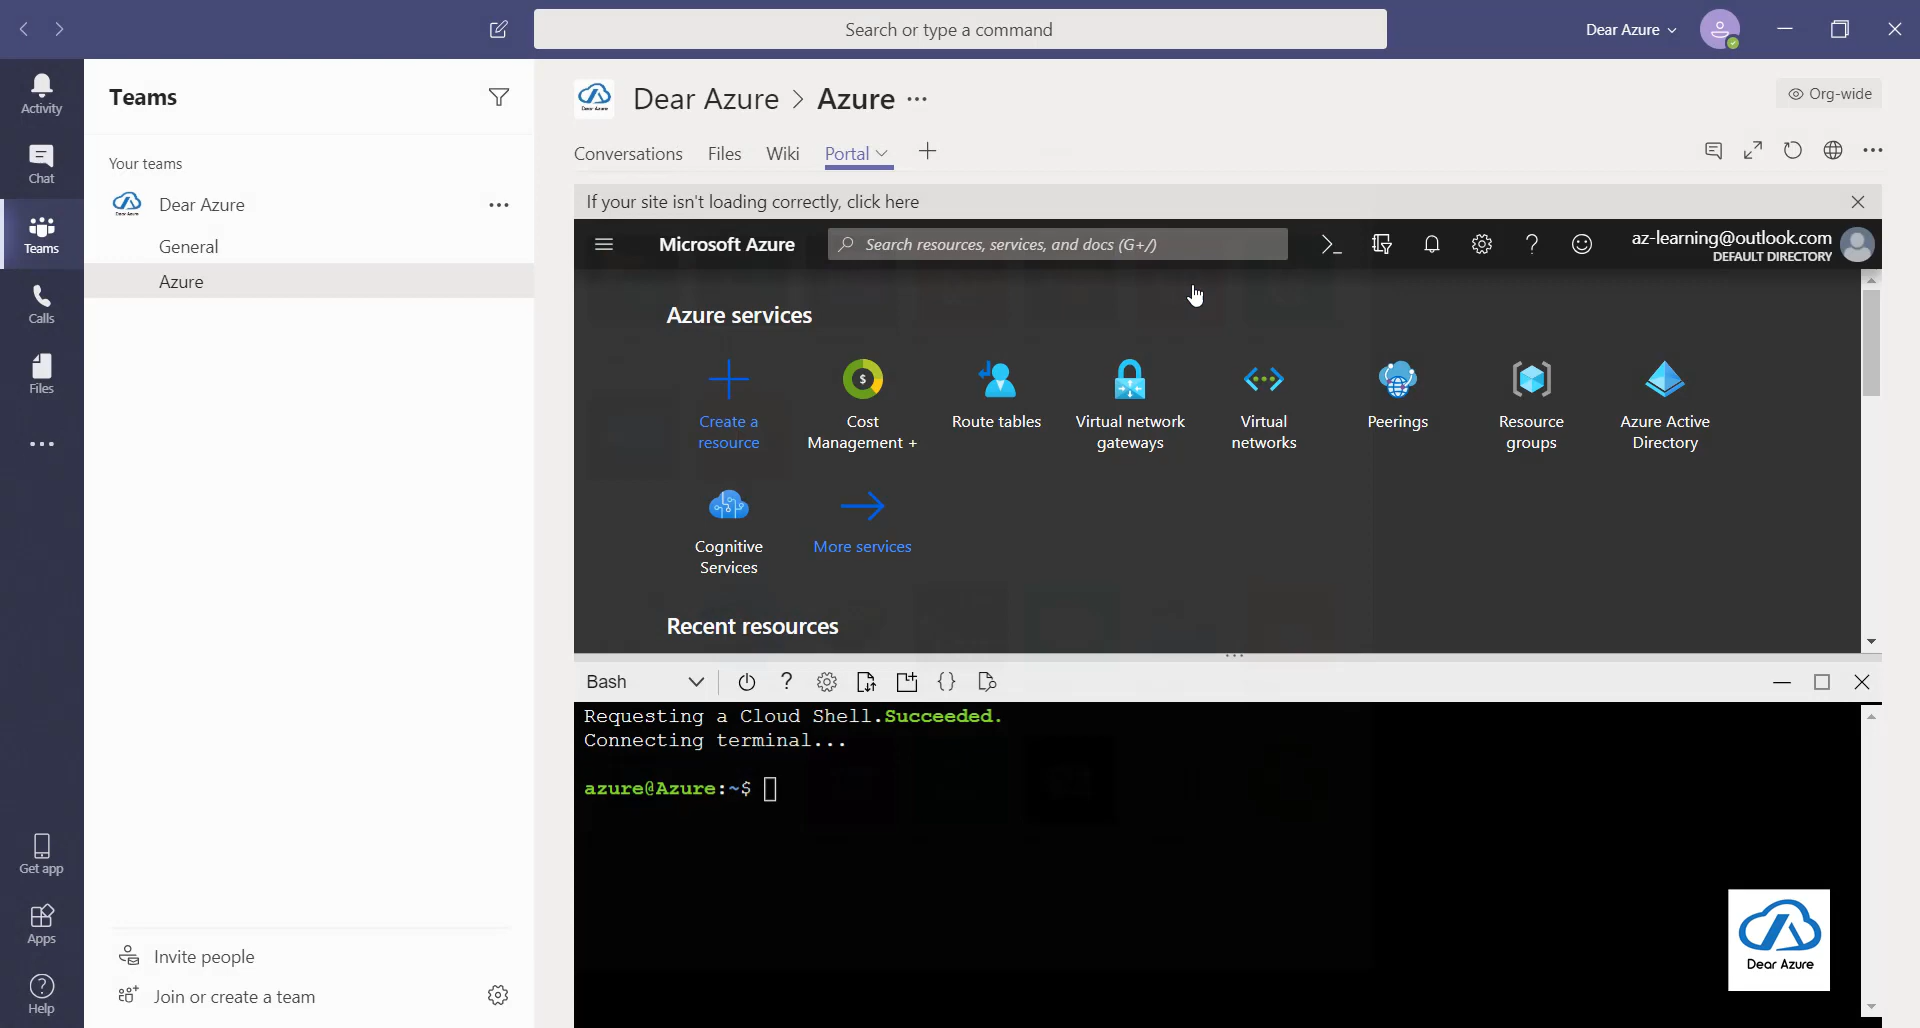 Search or type a command
Dear Azure
Activity
Chat
Teams
Calls
Files
Get app
Apps
Help
Teams
Your teams
Dear Azure
General
Azure
Invite people
Join or create a team
Dear Azure > Azure ...
Org-wide
Conversations Files Wiki Portal
If your site isn't loading correctly, click here
Microsoft Azure
Search resources, services, and docs (G+/)
az-learning@outlook.com
DEFAULT DIRECTORY
Azure services
Create a
resource
Cost
Management +
Route tables
Virtual network
gateways
Virtual
networks
Peerings
Resource
groups
Azure Active
Directory
Cognitive
Services
More services
Recent resources
Bash
Requesting a Cloud Shell.Succeeded.
Connecting terminal...
azure@Azure:~$
Dear Azure